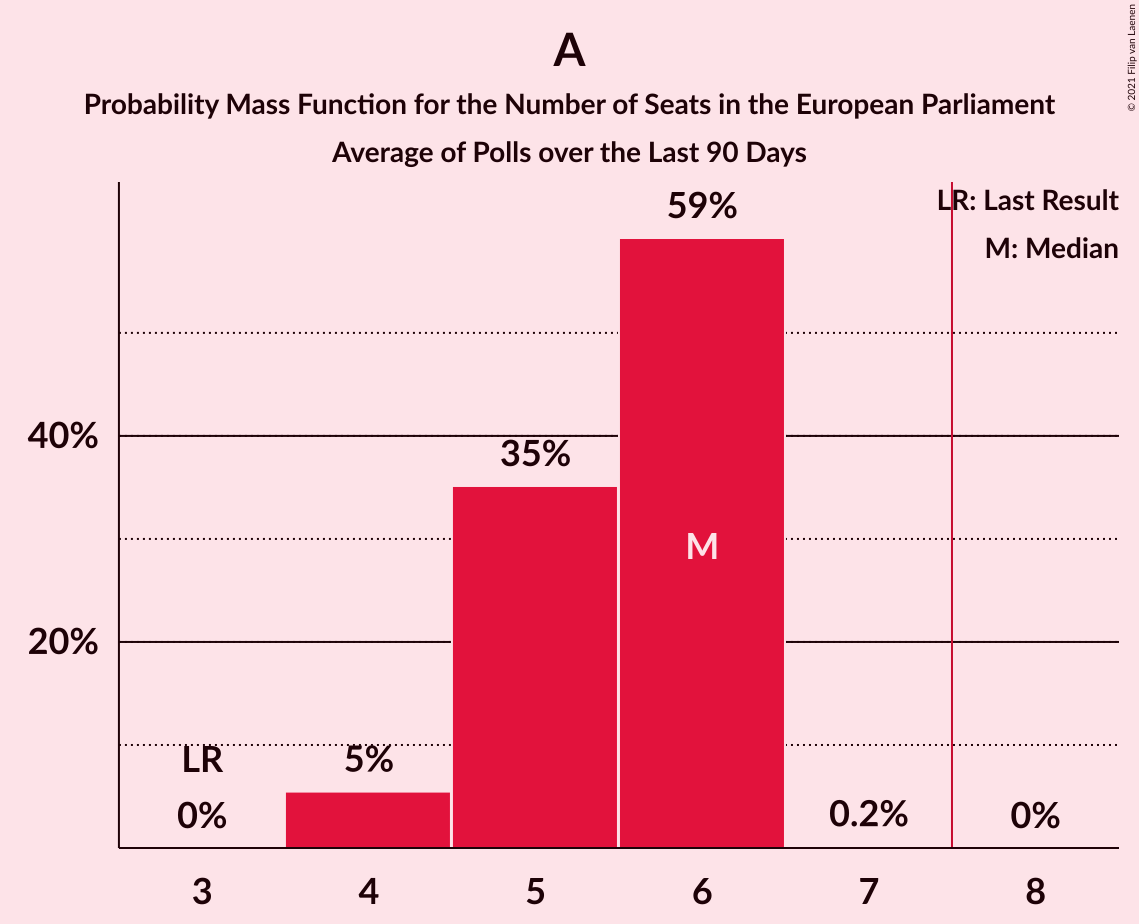 A
Probability Mass Function for the Number of Seats in the European Parliament
Average of Polls over the Last 90 Days
© 2021 Filip van Laenen
LR: Last Result
M: Median
59%
40%
35%
M
20%
LR
5%
0%
0.2%
0%
3 4 5 6 7 8